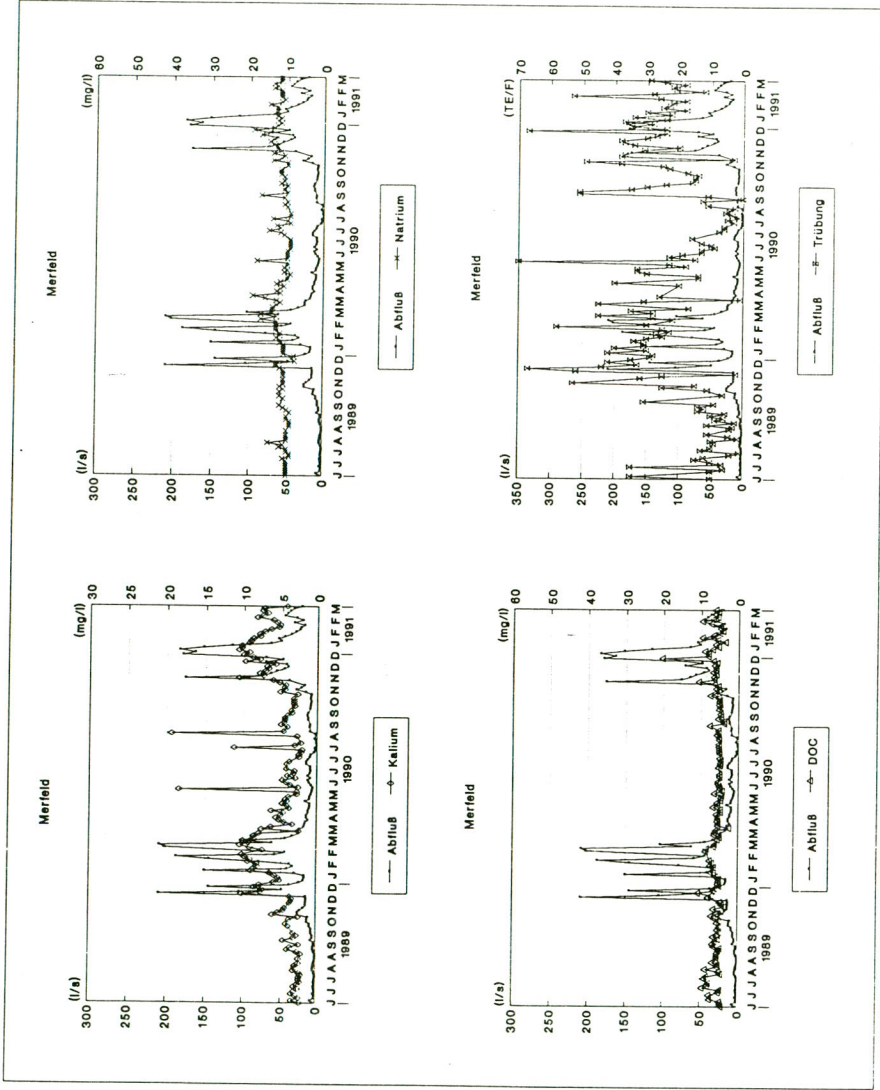 Merfeld
(l/s) (mg/l)
300 30
250 25
200 20
150 15
100 10
50 5
0 0
J J J A A S S O N D D J F F M M A M M J J J J A S S O N N D D J F F M
1989 1990 1991
Abfluß Kalium
Merfeld
(l/s) (mg/l)
300 60
250 50
200 40
150 30
100 20
50 10
0 0
J J J A A S S O N D D J F F M M A M M J J J J A S S O N N D D J F F M
1989 1990 1991
Abfluß Natrium
Merfeld
(l/s) (mg/l)
300 60
250 50
200 40
150 30
100 20
50 10
0 0
J J J A A S S O N D D J F F M M A M M J J J J A S S O N N D D J F F M
1989 1990 1991
Abfluß DOC
Merfeld
(l/s) (TE/F)
350 70
300 60
250 50
200 40
150 30
100 20
50 10
0 0
J J J A A S S O N D D J F F M M A M M J J J J A S S O N N D D J F F M
1989 1990 1991
Abfluß Trübung